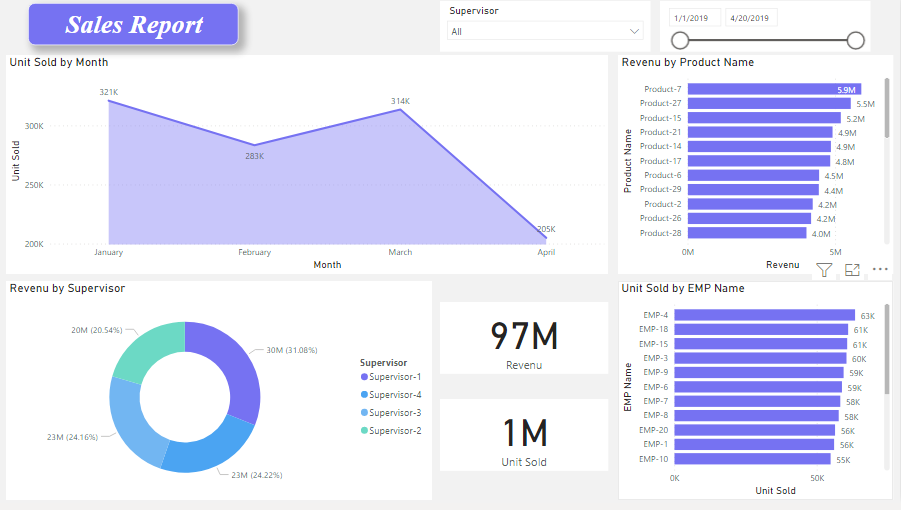 Sales Report
Supervisor
All
1/1/2019
4/20/2019
Unit Sold by Month
Unit Sold
300K
250K
200K
321K
283K
314K
205K
January
February
March
April
Month
Revenu by Product Name
Product Name
Product-7 5.9M
Product-27 5.5M
Product-15 5.2M
Product-21 4.9M
Product-14 4.9M
Product-17 4.8M
Product-6 4.5M
Product-29 4.4M
Product-2 4.2M
Product-26 4.2M
Product-28 4.0M
0M 5M
Revenu
Revenu by Supervisor
20M (20.54%)
30M (31.08%)
23M (24.16%)
23M (24.22%)
Supervisor
Supervisor-1
Supervisor-4
Supervisor-3
Supervisor-2
97M
Revenu
1M
Unit Sold
Unit Sold by EMP Name
EMP Name
EMP-4 63K
EMP-18 61K
EMP-15 61K
EMP-3 60K
EMP-9 59K
EMP-6 59K
EMP-7 58K
EMP-8 58K
EMP-20 56K
EMP-1 56K
EMP-10 55K
0K 50K
Unit Sold